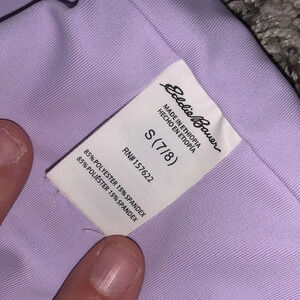 Eddie Bauer
MADE IN ETHIOPIA
HECHO EN ETIOPIA
S (7/8)
RN# 157622
85% POLYESTER 15% SPANDEX
85% POLIÉSTER 15% SPANDEX